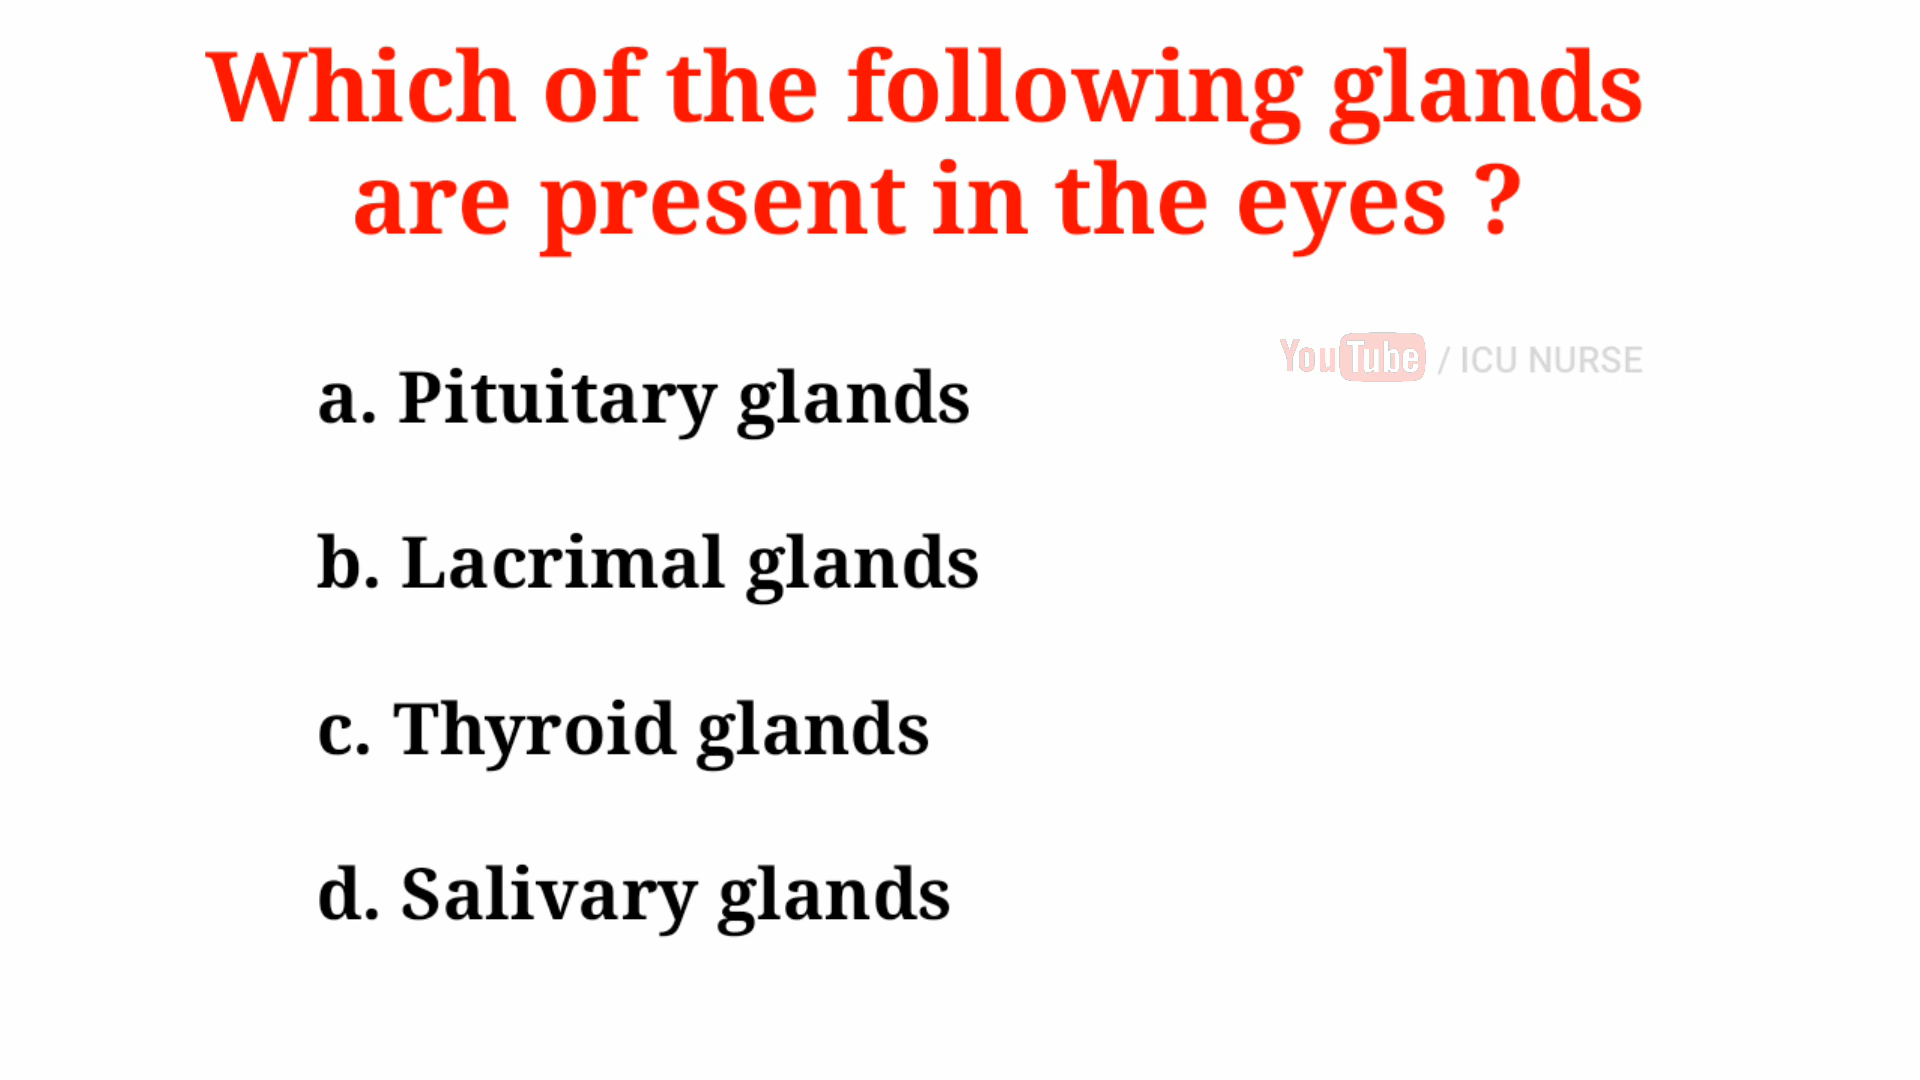 Which of the following glands
are present in the eyes ?
YouTube / ICU NURSE
a. Pituitary glands
b. Lacrimal glands
c. Thyroid glands
d. Salivary glands